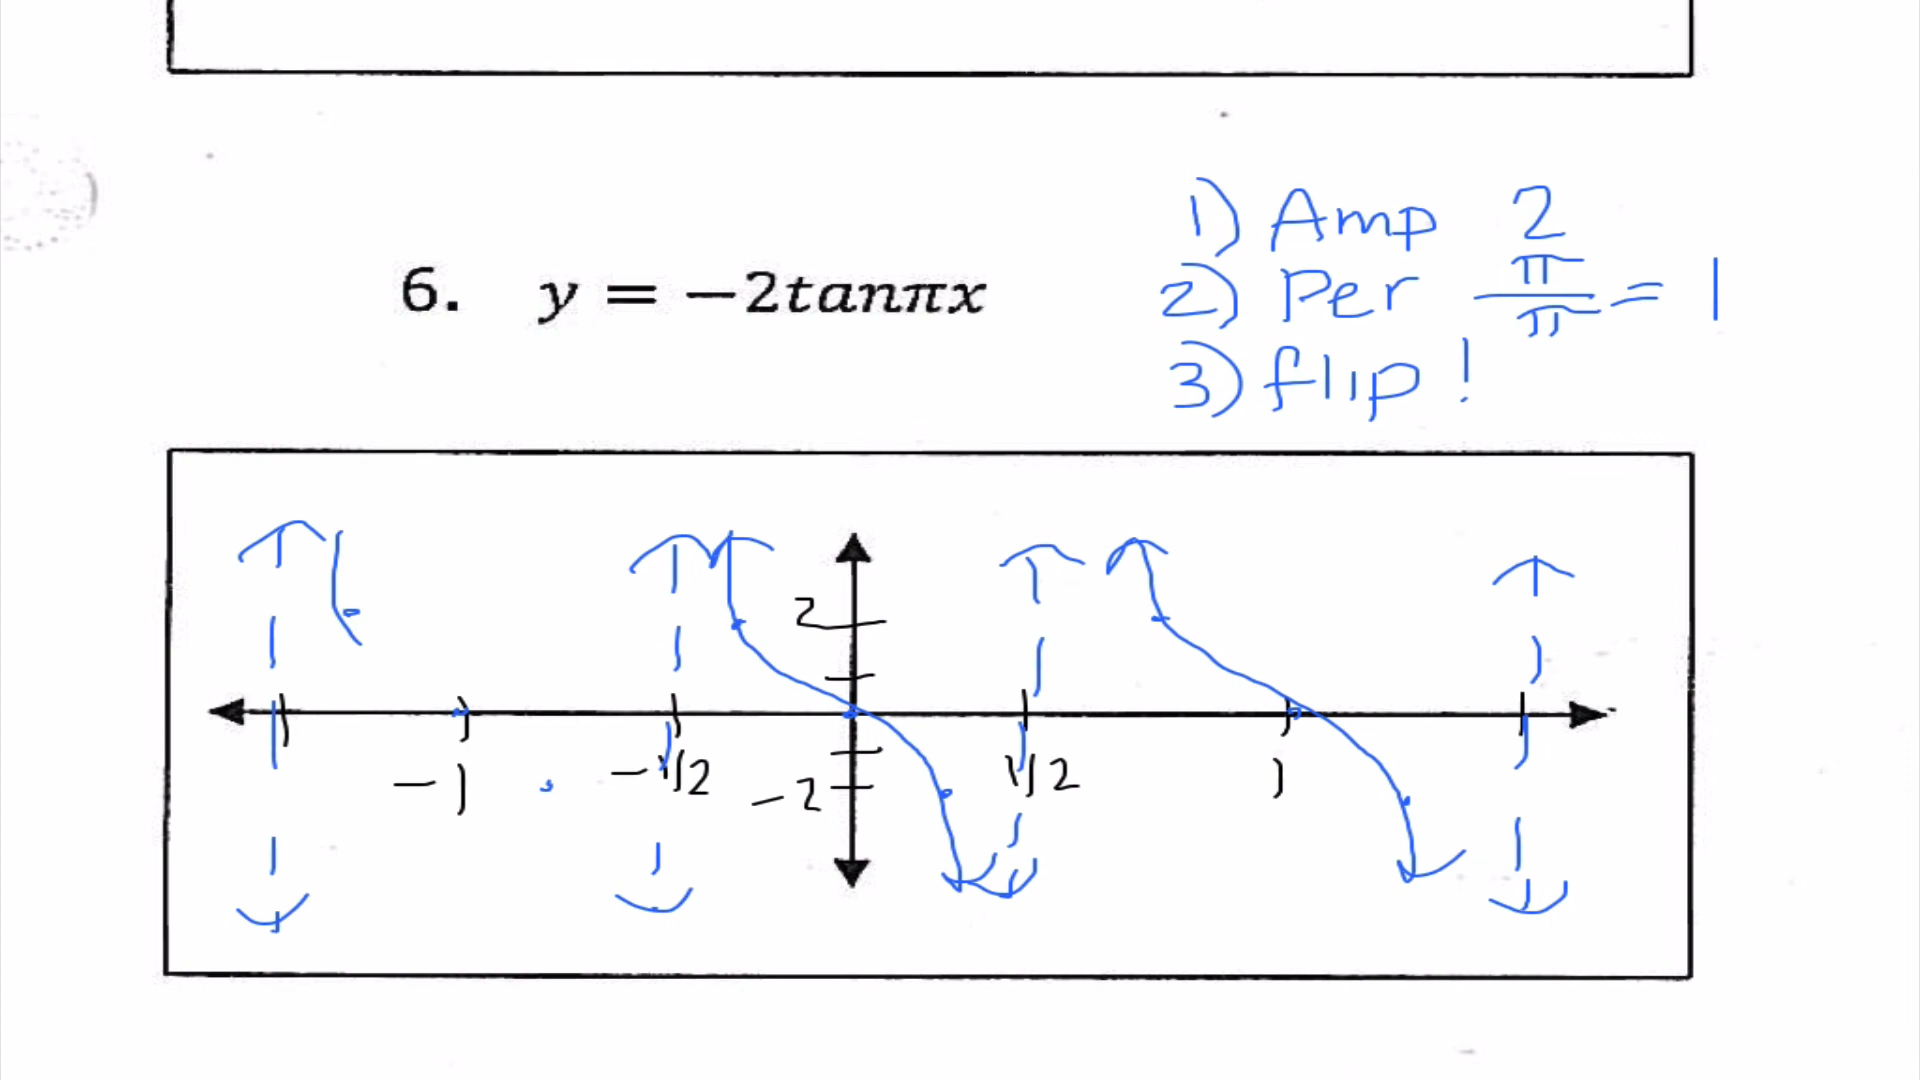 6. y = −2tanπx
1) Amp 2
2) Per π/π = 1
3) flip!
2
-1 -1/2 -2 1/2 1